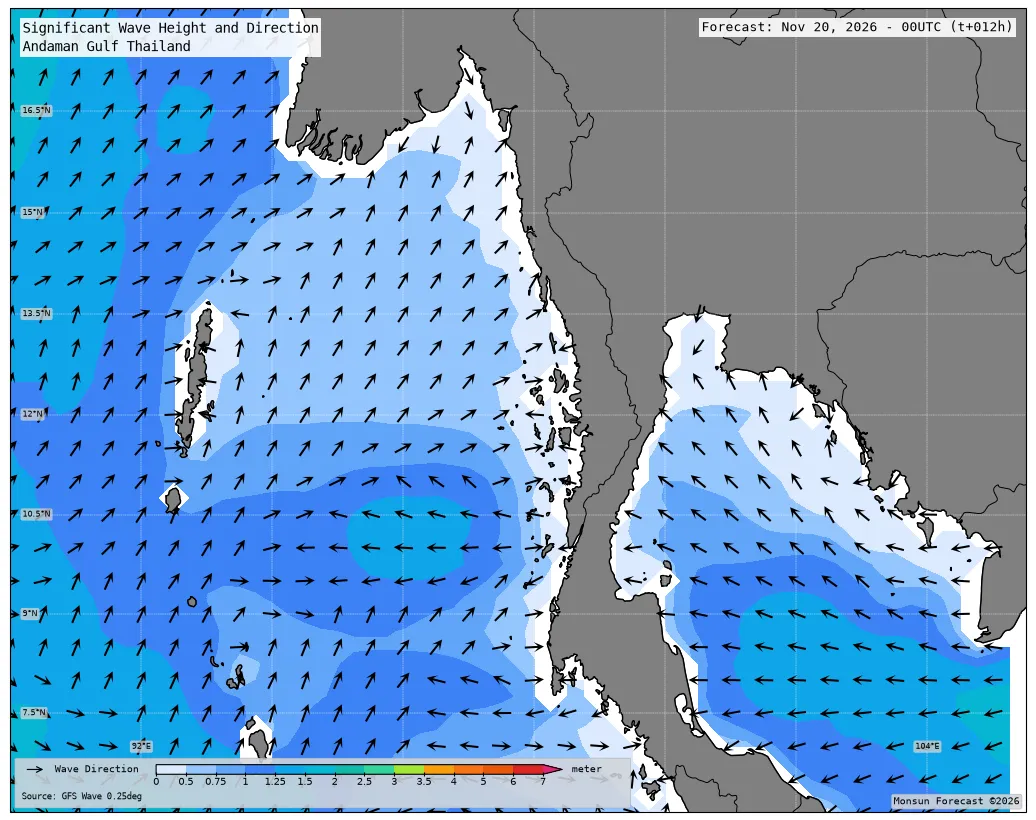 Significant Wave Height and Direction
Andaman Gulf Thailand
Forecast: Nov 20, 2026 - 00UTC (t+012h)
16.5°N
15°N
13.5°N
12°N
10.5°N
9°N
7.5°N
92°E
104°E
Wave Direction
0 0.5 0.75 1 1.25 1.5 2 2.5 3 3.5 4 5 6 7
meter
Source: GFS Wave 0.25deg
Monsun Forecast ©2026